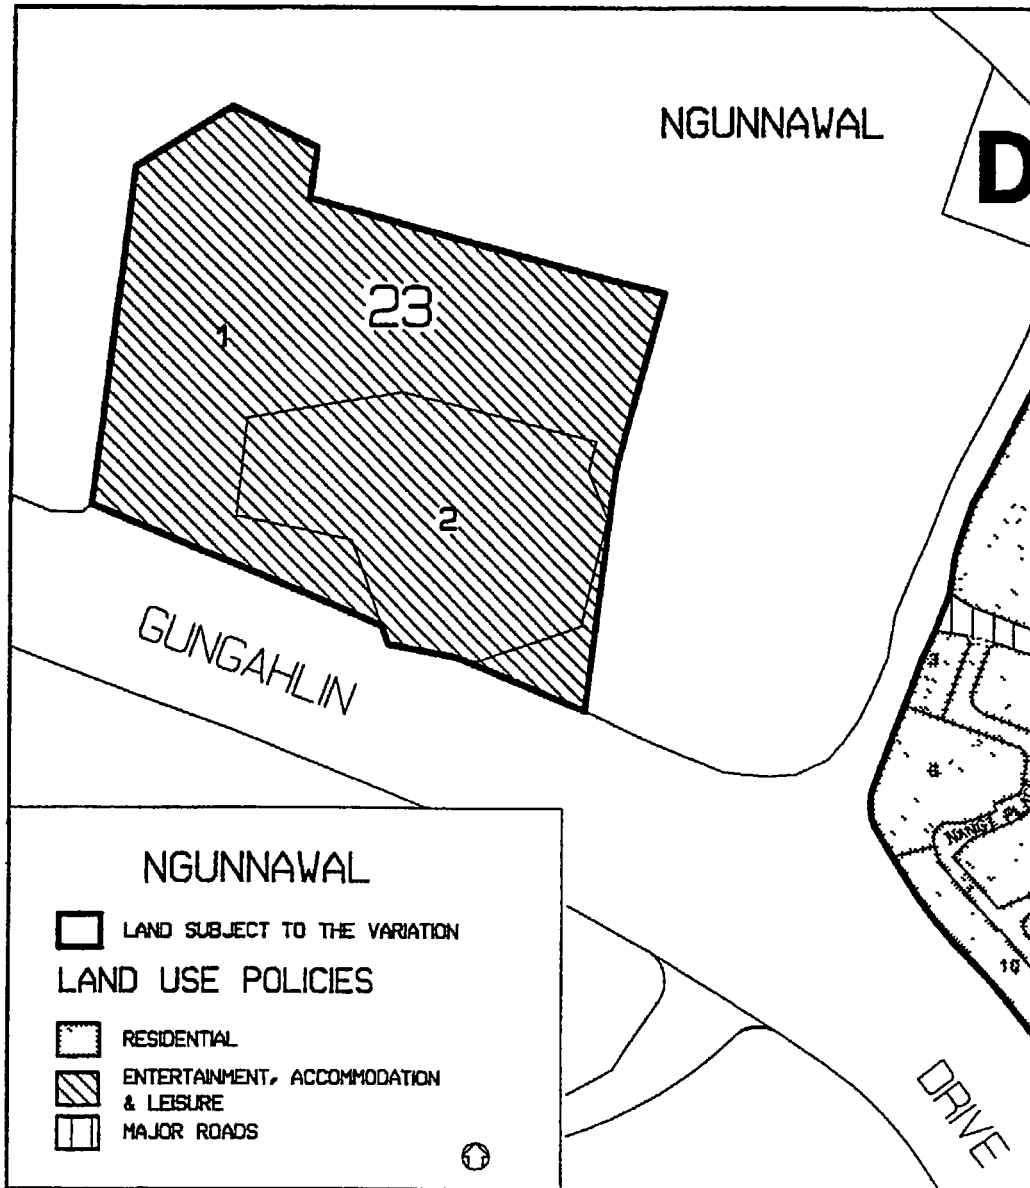 NGUNNAWAL
D
23
1
2
GUNGAHLIN
NGUNNAWAL
LAND SUBJECT TO THE VARIATION
LAND USE POLICIES
RESIDENTIAL
ENTERTAINMENT, ACCOMMODATION
& LEISURE
MAJOR ROADS
10
DRIVE